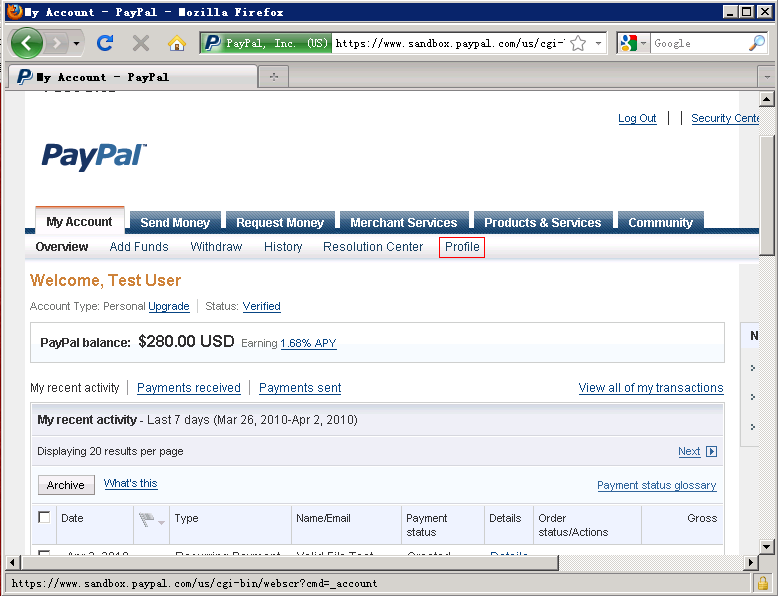 My Account - PayPal - Mozilla Firefox
PayPal, Inc. (US) https://www.sandbox.paypal.com/us/cgi- Google
My Account - PayPal
Log Out | | Security Cente
PayPal™
My Account Send Money Request Money Merchant Services Products & Services Community
Overview Add Funds Withdraw History Resolution Center Profile
Welcome, Test User
Account Type: Personal Upgrade | Status: Verified
PayPal balance: $280.00 USD Earning 1.68% APY
N
My recent activity | Payments received | Payments sent View all of my transactions
My recent activity - Last 7 days (Mar 26, 2010-Apr 2, 2010)
Displaying 20 results per page Next
Archive What's this Payment status glossary
Date Type Name/Email Payment status Details Order status/Actions Gross
https://www.sandbox.paypal.com/us/cgi-bin/webscr?cmd=_account